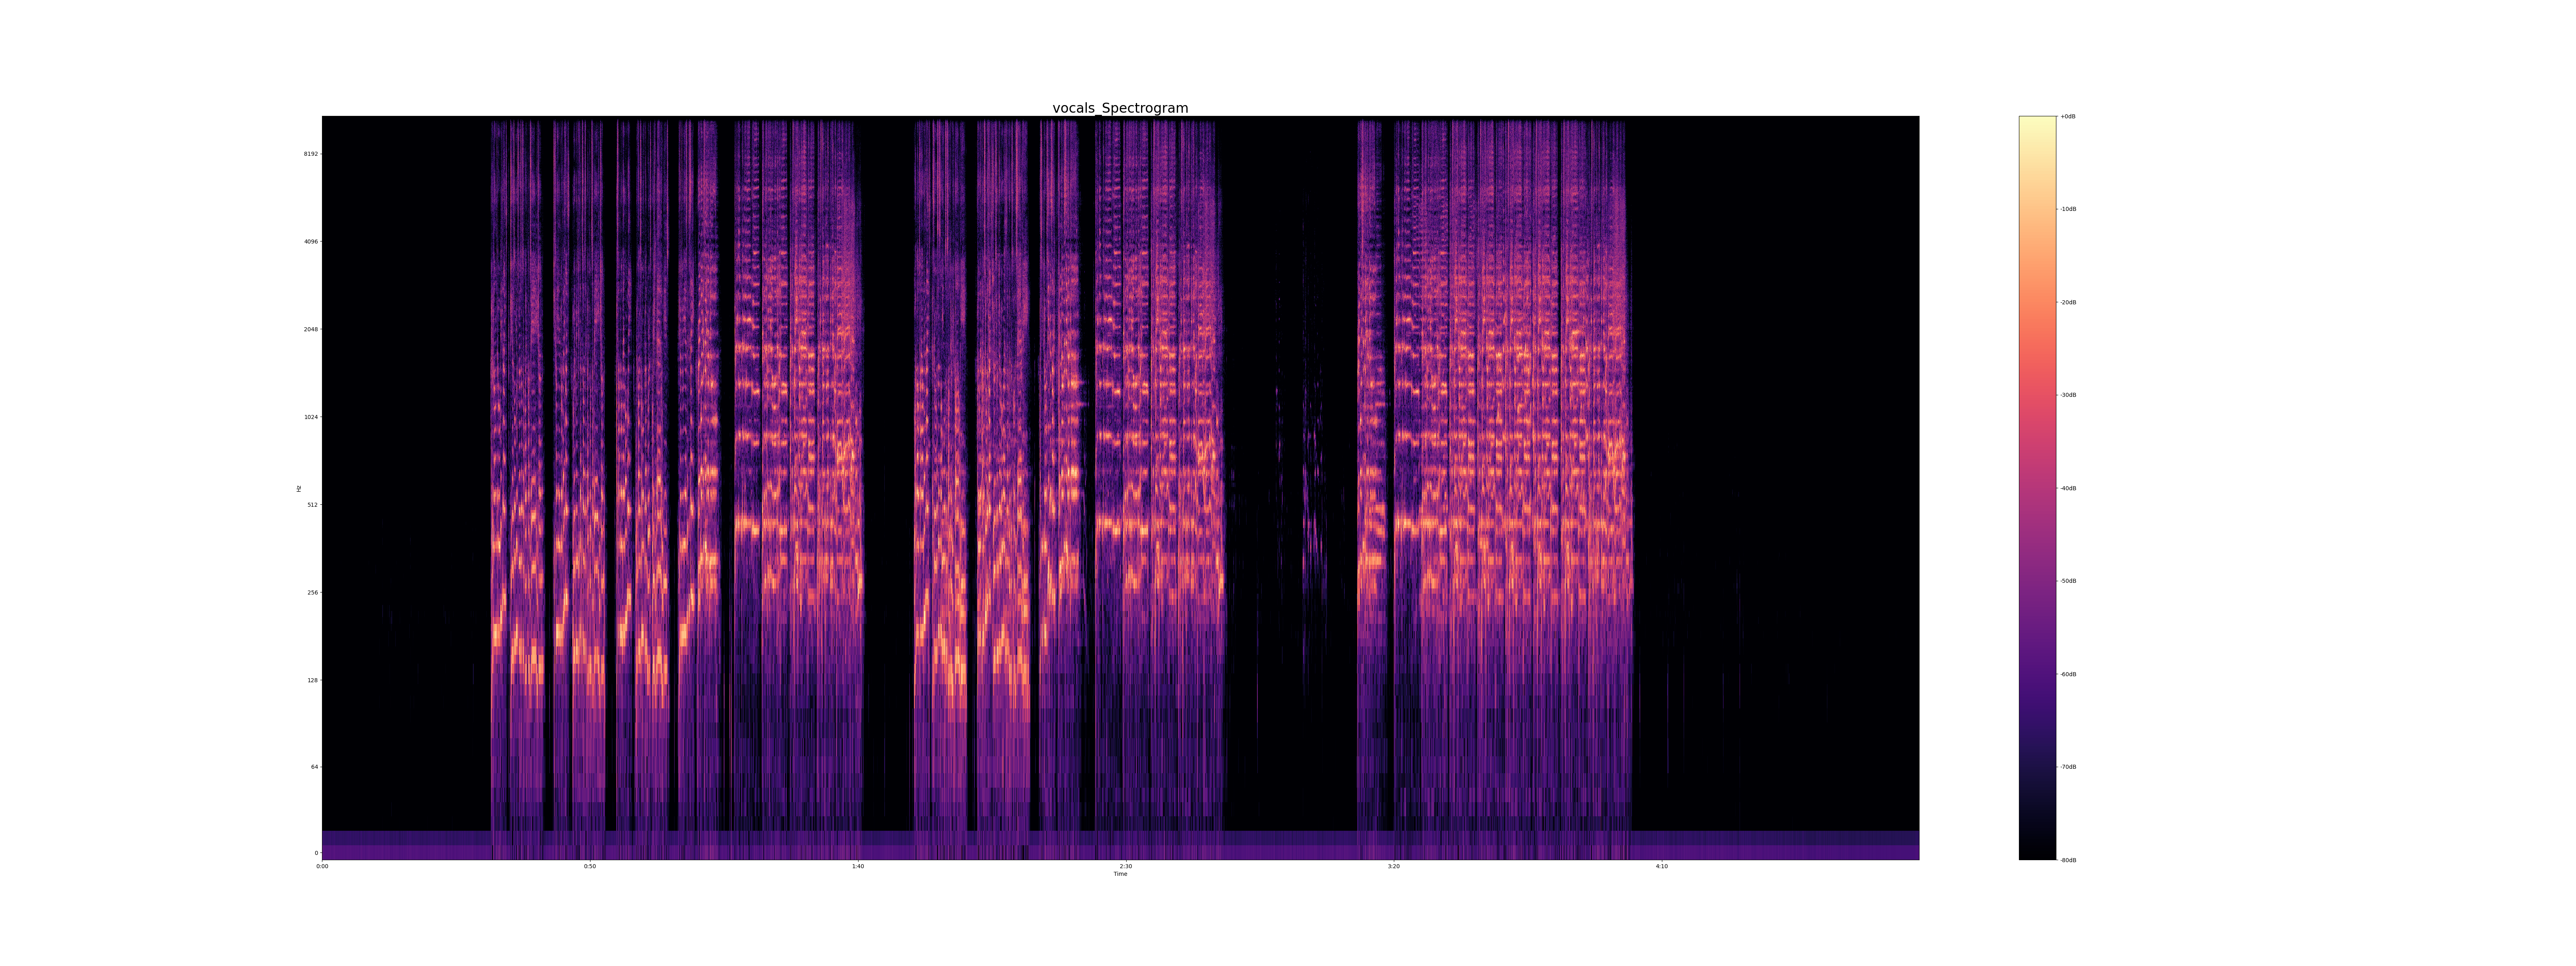 vocals_Spectrogram
8192
4096
2048
1024
512
256
128
64
0
Hz
0:00
0:50
1:40
2:30
3:20
4:10
Time
+0dB
-10dB
-20dB
-30dB
-40dB
-50dB
-60dB
-70dB
-80dB